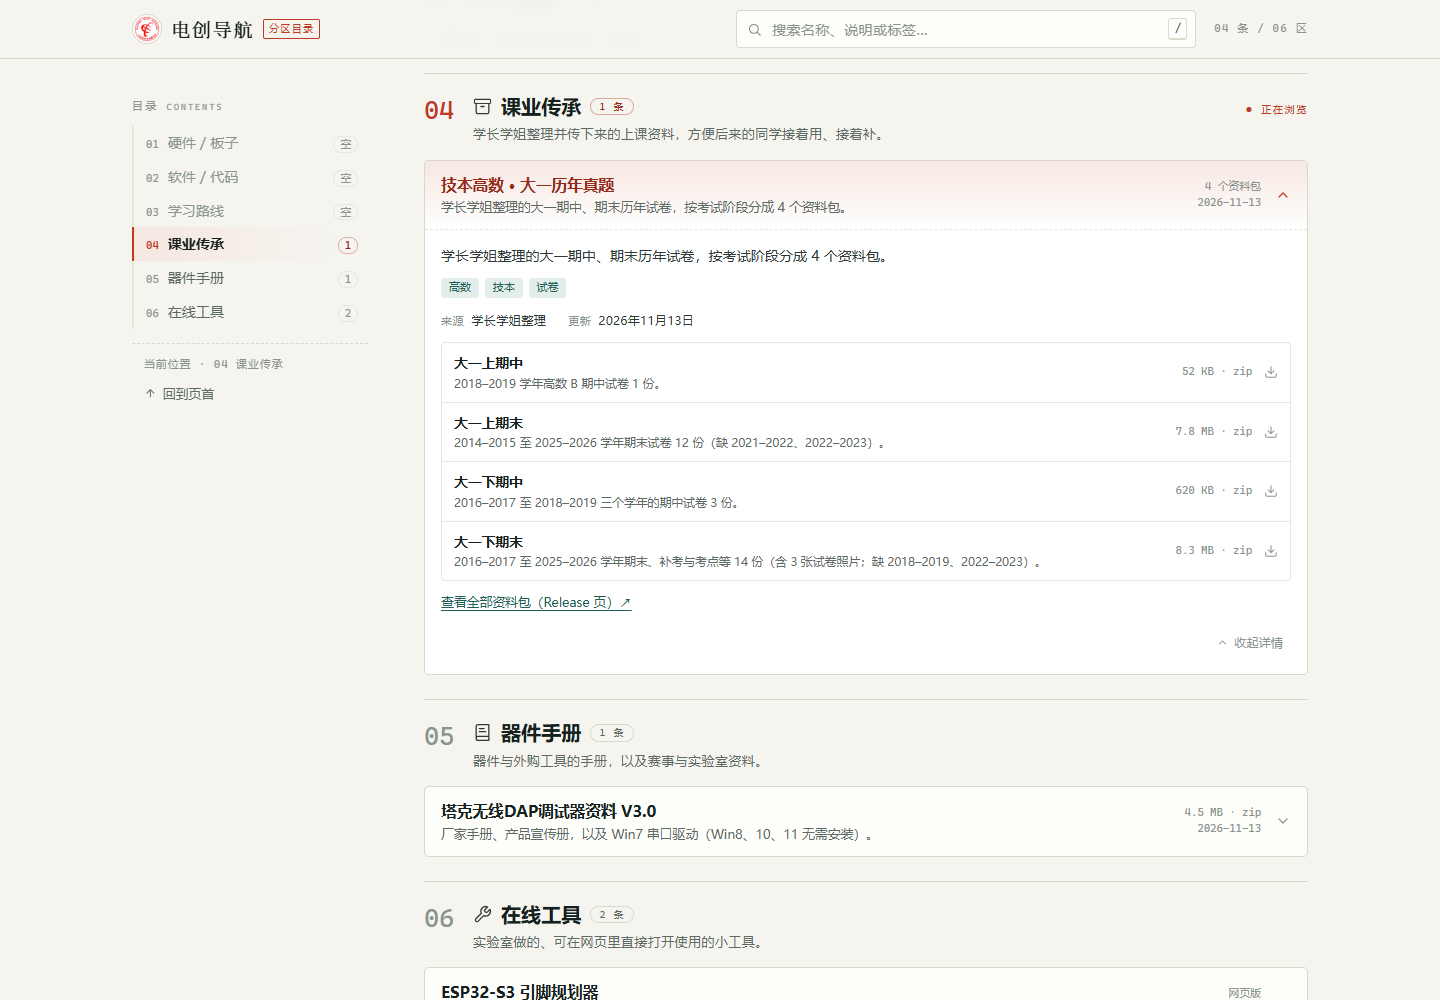 电创导航 分区目录
搜索名称、说明或标签... /
04 条 / 06 区
目录 CONTENTS
01 硬件 / 板子 空
02 软件 / 代码 空
03 学习路线 空
04 课业传承 1
05 器件手册 1
06 在线工具 2
当前位置 · 04 课业传承
↑ 回到页首
04 课业传承 1 条
正在浏览
学长学姐整理并传下来的上课资料，方便后来的同学接着用、接着补。
技本高数 • 大一历年真题
学长学姐整理的大一期中、期末历年试卷，按考试阶段分成 4 个资料包。
4 个资料包
2026-11-13
学长学姐整理的大一期中、期末历年试卷，按考试阶段分成 4 个资料包。
高数 技本 试卷
来源 学长学姐整理 更新 2026年11月13日
大一上期中
2018–2019 学年高数 B 期中试卷 1 份。
52 KB · zip
大一上期末
2014–2015 至 2025–2026 学年期末试卷 12 份（缺 2021–2022、2022–2023）。
7.8 MB · zip
大一下期中
2016–2017 至 2018–2019 三个学年的期中试卷 3 份。
620 KB · zip
大一下期末
2016–2017 至 2025–2026 学年期末、补考与考点等 14 份（含 3 张试卷照片；缺 2018–2019、2022–2023）。
8.3 MB · zip
查看全部资料包（Release 页）↗
收起详情
05 器件手册 1 条
器件与外购工具的手册，以及赛事与实验室资料。
塔克无线DAP调试器资料 V3.0
厂家手册、产品宣传册，以及 Win7 串口驱动（Win8、10、11 无需安装）。
4.5 MB · zip
2026-11-13
06 在线工具 2 条
实验室做的、可在网页里直接打开使用的小工具。
ESP32-S3 引脚规划器
网页版